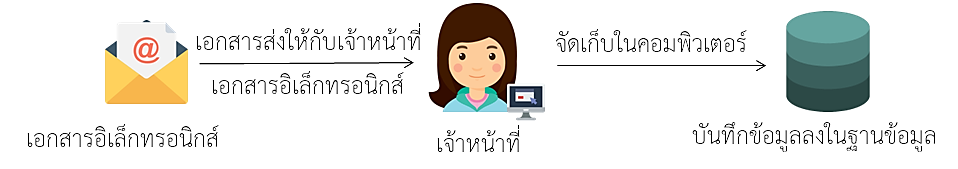 @
เอกสารส่งให้กับเจ้าหน้าที่
เอกสารอิเล็กทรอนิกส์
จัดเก็บในคอมพิวเตอร์
เอกสารอิเล็กทรอนิกส์
เจ้าหน้าที่
บันทึกข้อมูลลงในฐานข้อมูล